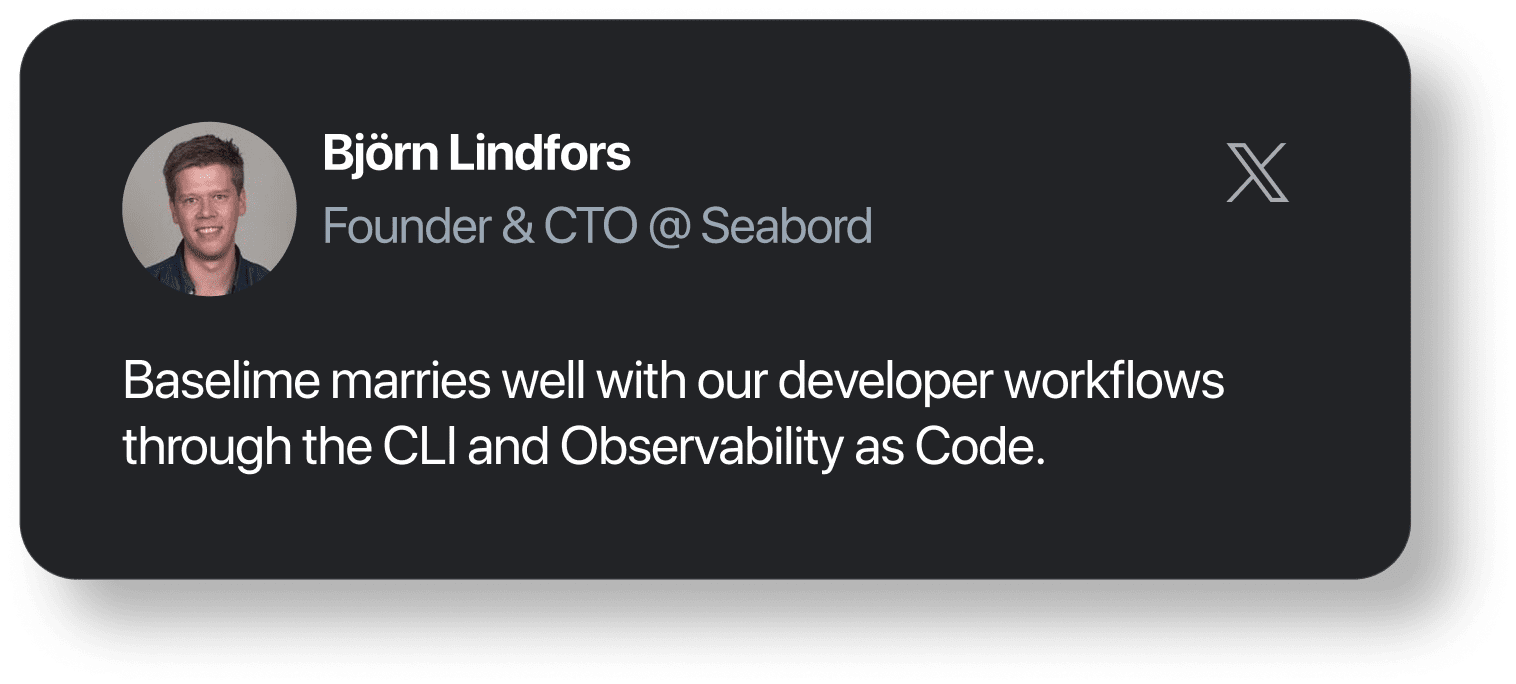 Björn Lindfors
Founder & CTO @ Seabord
Baselime marries well with our developer workflows
through the CLI and Observability as Code.